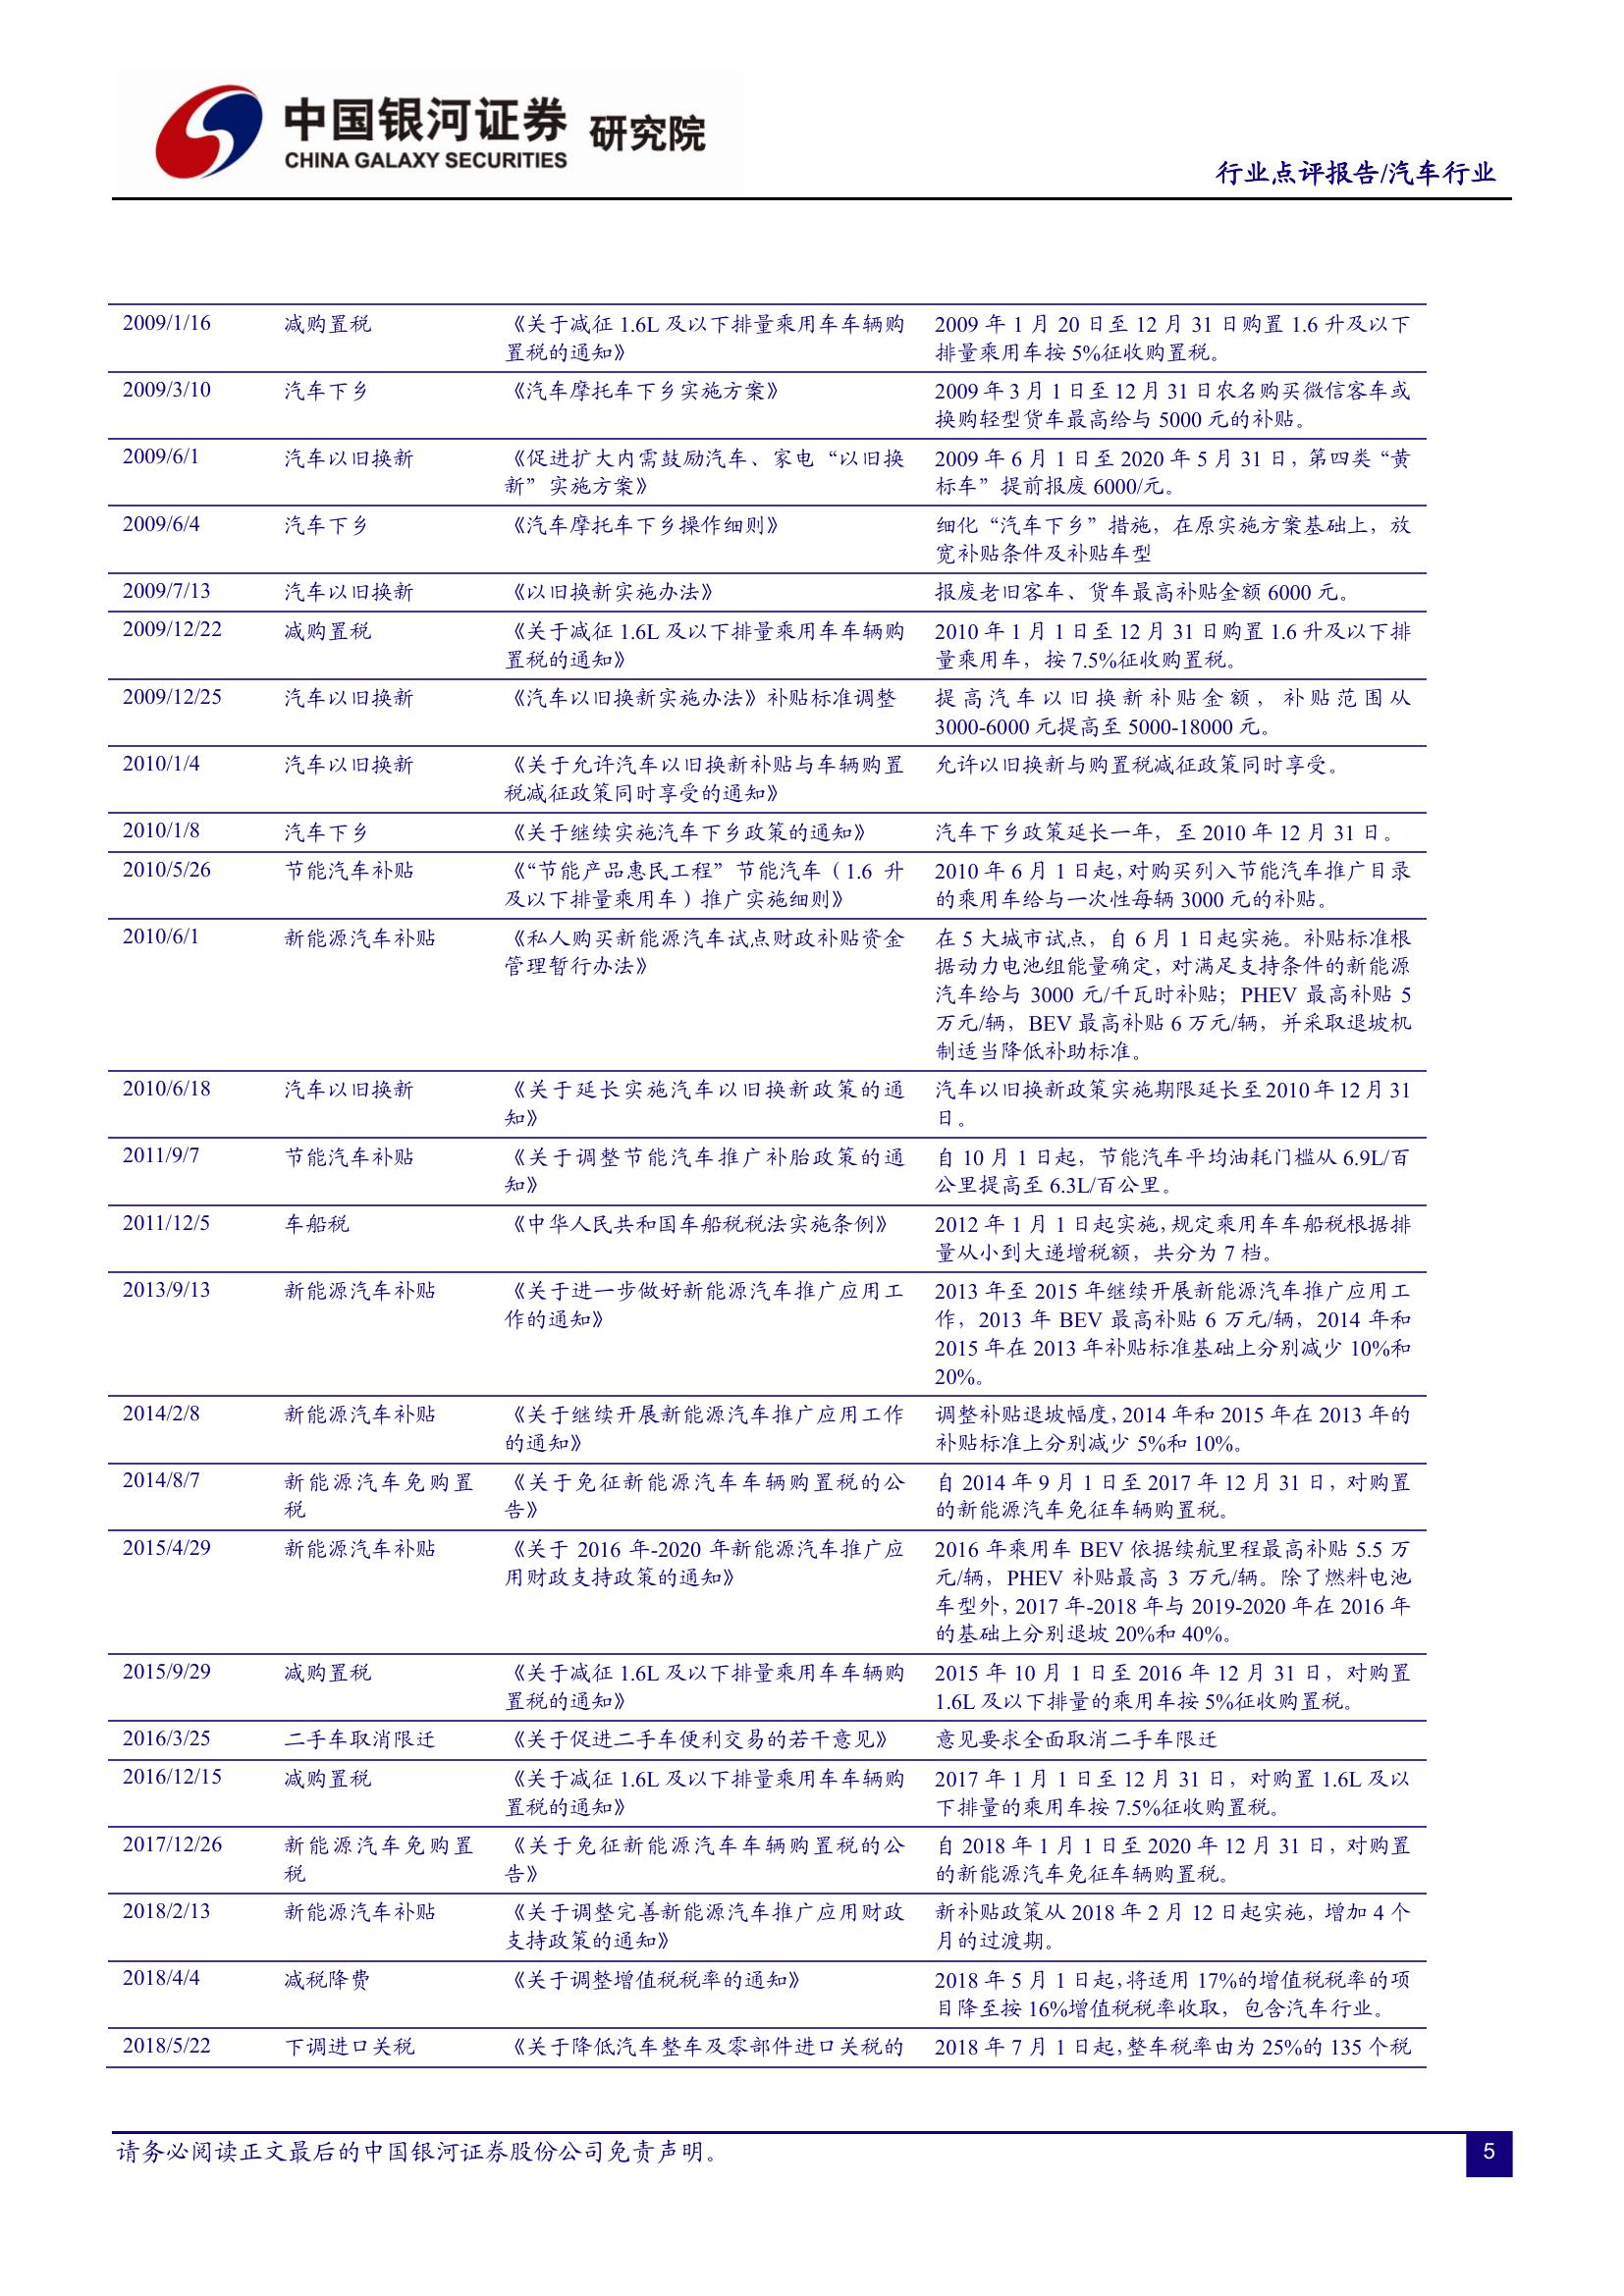 中国银河证券 研究院
CHINA GALAXY SECURITIES
行业点评报告/汽车行业
2009/1/16 减购置税 《关于减征 1.6L 及以下排量乘用车车辆购 2009 年 1 月 20 日至 12 月 31 日购置 1.6 升及以下
置税的通知》 排量乘用车按 5%征收购置税。
2009/3/10 汽车下乡 《汽车摩托车下乡实施方案》 2009 年 3 月 1 日至 12 月 31 日农名购买微信客车或
换购轻型货车最高给与 5000 元的补贴。
2009/6/1 汽车以旧换新 《促进扩大内需鼓励汽车、家电“以旧换 2009 年 6 月 1 日至 2020 年 5 月 31 日，第四类“黄
新”实施方案》 标车”提前报废 6000/元。
2009/6/4 汽车下乡 《汽车摩托车下乡操作细则》 细化“汽车下乡”措施，在原实施方案基础上，放
宽补贴条件及补贴车型
2009/7/13 汽车以旧换新 《以旧换新实施办法》 报废老旧客车、货车最高补贴金额 6000 元。
2009/12/22 减购置税 《关于减征 1.6L 及以下排量乘用车车辆购 2010 年 1 月 1 日至 12 月 31 日购置 1.6 升及以下排
置税的通知》 量乘用车，按 7.5%征收购置税。
2009/12/25 汽车以旧换新 《汽车以旧换新实施办法》补贴标准调整 提高汽车以旧换新补贴金额，补贴范围从
3000-6000 元提高至 5000-18000 元。
2010/1/4 汽车以旧换新 《关于允许汽车以旧换新补贴与车辆购置 允许以旧换新与购置税减征政策同时享受。
税减征政策同时享受的通知》
2010/1/8 汽车下乡 《关于继续实施汽车下乡政策的通知》 汽车下乡政策延长一年，至 2010 年 12 月 31 日。
2010/5/26 节能汽车补贴 《“节能产品惠民工程”节能汽车（1.6 升 2010 年 6 月 1 日起，对购买列入节能汽车推广目录
及以下排量乘用车）推广实施细则》 的乘用车给与一次性每辆 3000 元的补贴。
2010/6/1 新能源汽车补贴 《私人购买新能源汽车试点财政补贴资金 在 5 大城市试点，自 6 月 1 日起实施。补贴标准根
管理暂行办法》 据动力电池组能量确定，对满足支持条件的新能源
汽车给与 3000 元/千瓦时补贴；PHEV 最高补贴 5
万元/辆，BEV 最高补贴 6 万元/辆，并采取退坡机
制适当降低补助标准。
2010/6/18 汽车以旧换新 《关于延长实施汽车以旧换新政策的通 汽车以旧换新政策实施期限延长至 2010 年 12 月 31
知》 日。
2011/9/7 节能汽车补贴 《关于调整节能汽车推广补胎政策的通 自 10 月 1 日起，节能汽车平均油耗门槛从 6.9L/百
知》 公里提高至 6.3L/百公里。
2011/12/5 车船税 《中华人民共和国车船税税法实施条例》 2012 年 1 月 1 日起实施，规定乘用车车船税根据排
量从小到大递增税额，共分为 7 档。
2013/9/13 新能源汽车补贴 《关于进一步做好新能源汽车推广应用工 2013 年至 2015 年继续开展新能源汽车推广应用工
作的通知》 作，2013 年 BEV 最高补贴 6 万元/辆，2014 年和
2015 年在 2013 年补贴标准基础上分别减少 10%和
20%。
2014/2/8 新能源汽车补贴 《关于继续开展新能源汽车推广应用工作 调整补贴退坡幅度，2014 年和 2015 年在 2013 年的
的通知》 补贴标准上分别减少 5%和 10%。
2014/8/7 新能源汽车免购置 《关于免征新能源汽车车辆购置税的公 自 2014 年 9 月 1 日至 2017 年 12 月 31 日，对购置
税 告》 的新能源汽车免征车辆购置税。
2015/4/29 新能源汽车补贴 《关于 2016 年-2020 年新能源汽车推广应 2016 年乘用车 BEV 依据续航里程最高补贴 5.5 万
用财政支持政策的通知》 元/辆，PHEV 补贴最高 3 万元/辆。除了燃料电池
车型外，2017 年-2018 年与 2019-2020 年在 2016 年
的基础上分别退坡 20%和 40%。
2015/9/29 减购置税 《关于减征 1.6L 及以下排量乘用车车辆购 2015 年 10 月 1 日至 2016 年 12 月 31 日，对购置
置税的通知》 1.6L 及以下排量的乘用车按 5%征收购置税。
2016/3/25 二手车取消限迁 《关于促进二手车便利交易的若干意见》 意见要求全面取消二手车限迁
2016/12/15 减购置税 《关于减征 1.6L 及以下排量乘用车车辆购 2017 年 1 月 1 日至 12 月 31 日，对购置 1.6L 及以
置税的通知》 下排量的乘用车按 7.5%征收购置税。
2017/12/26 新能源汽车免购置 《关于免征新能源汽车车辆购置税的公 自 2018 年 1 月 1 日至 2020 年 12 月 31 日，对购置
税 告》 的新能源汽车免征车辆购置税。
2018/2/13 新能源汽车补贴 《关于调整完善新能源汽车推广应用财政 新补贴政策从 2018 年 2 月 12 日起实施，增加 4 个
支持政策的通知》 月的过渡期。
2018/4/4 减税降费 《关于调整增值税税率的通知》 2018 年 5 月 1 日起，将适用 17%的增值税税率的项
目降至按 16%增值税税率收取，包含汽车行业。
2018/5/22 下调进口关税 《关于降低汽车整车及零部件进口关税的 2018 年 7 月 1 日起，整车税率由为 25%的 135 个税
请务必阅读正文最后的中国银河证券股份公司免责声明。 5